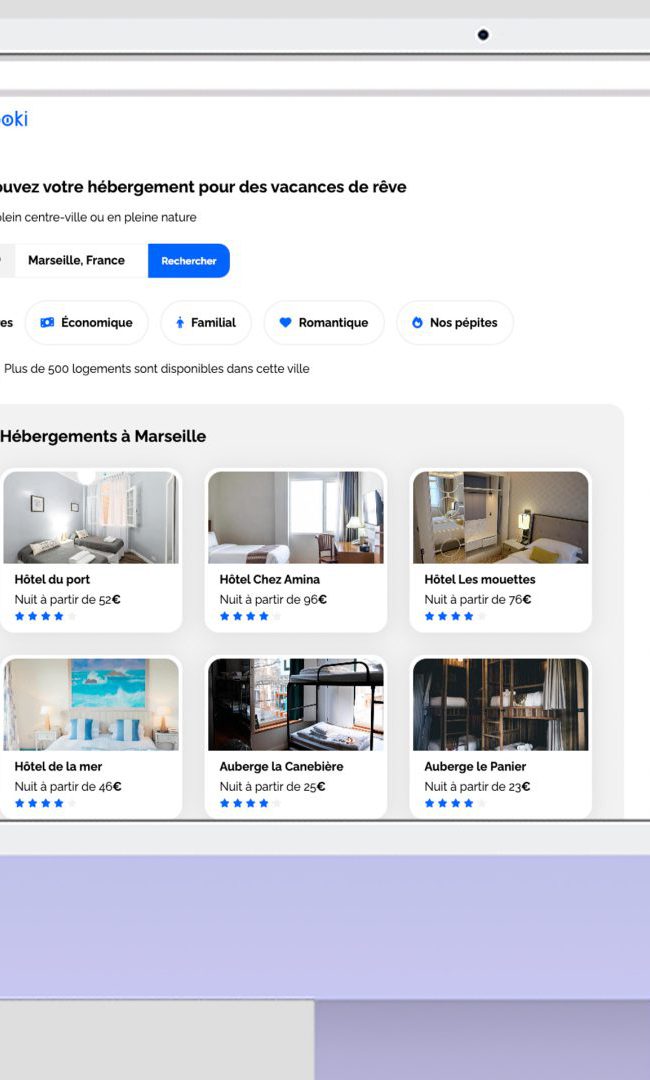 oki
ouvez votre hébergement pour des vacances de rêve
plein centre-ville ou en pleine nature
Marseille, France
Rechercher
es
Économique
Familial
Romantique
Nos pépites
Plus de 500 logements sont disponibles dans cette ville
Hébergements à Marseille
Hôtel du port
Nuit à partir de 52€
Hôtel Chez Amina
Nuit à partir de 96€
Hôtel Les mouettes
Nuit à partir de 76€
Hôtel de la mer
Nuit à partir de 46€
Auberge la Canebière
Nuit à partir de 25€
Auberge le Panier
Nuit à partir de 23€